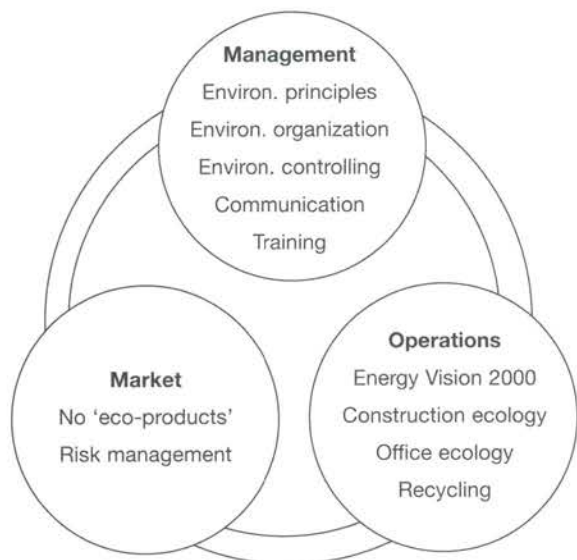 Management
Environ. principles
Environ. organization
Environ. controlling
Communication
Training
Market
No ‘eco-products’
Risk management
Operations
Energy Vision 2000
Construction ecology
Office ecology
Recycling